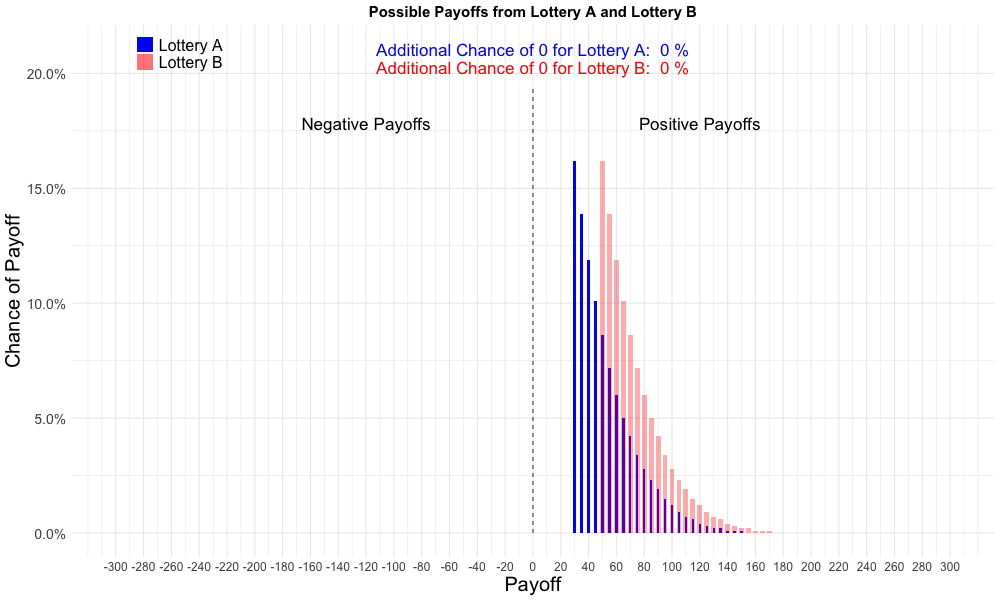 Possible Payoffs from Lottery A and Lottery B
Lottery A
Lottery B
Additional Chance of 0 for Lottery A:  0 %
Additional Chance of 0 for Lottery B:  0 %
Negative Payoffs
Positive Payoffs
Chance of Payoff
20.0%
15.0%
10.0%
5.0%
0.0%
-300 -280 -260 -240 -220 -200 -180 -160 -140 -120 -100 -80 -60 -40 -20 0 20 40 60 80 100 120 140 160 180 200 220 240 260 280 300
Payoff